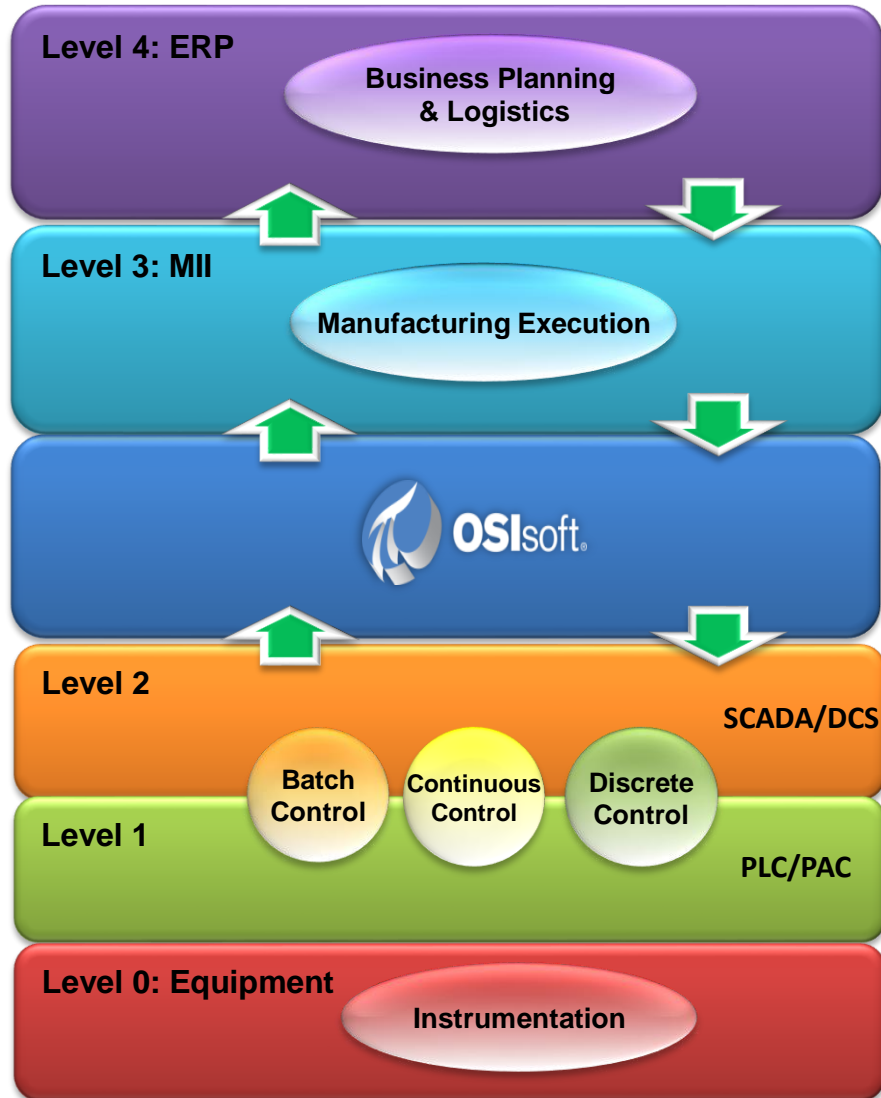 Level 4: ERP
Business Planning
& Logistics
Level 3: MII
Manufacturing Execution
OSIsoft®
Level 2
SCADA/DCS
Batch
Control
Continuous
Control
Discrete
Control
Level 1
PLC/PAC
Level 0: Equipment
Instrumentation